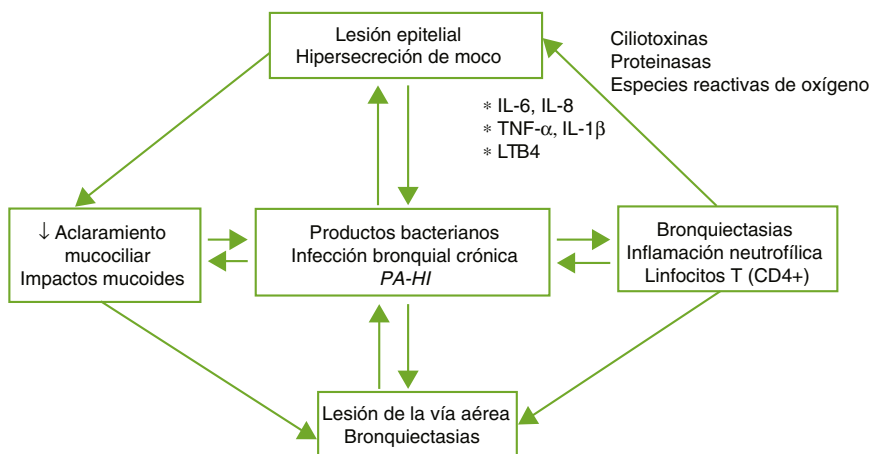 Lesión epitelial
Hipersecreción de moco
Ciliotoxinas
Proteinasas
Especies reactivas de oxígeno
* IL-6, IL-8
* TNF-α, IL-1β
* LTB4
↓ Aclaramiento
mucociliar
Impactos mucoides
Productos bacterianos
Infección bronquial crónica
PA-HI
Bronquiectasias
Inflamación neutrofílica
Linfocitos T (CD4+)
Lesión de la vía aérea
Bronquiectasias